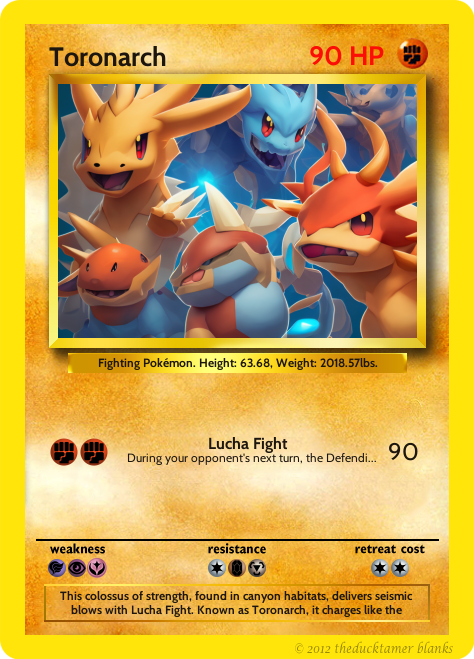 Toronarch
90 HP
Fighting Pokémon. Height: 63.68, Weight: 2018.57lbs.
Lucha Fight
During your opponent's next turn, the Defendi...
90
weakness
resistance
retreat cost
This colossus of strength, found in canyon habitats, delivers seismic
blows with Lucha Fight. Known as Toronarch, it charges like the
© 2012 theducktamer blanks